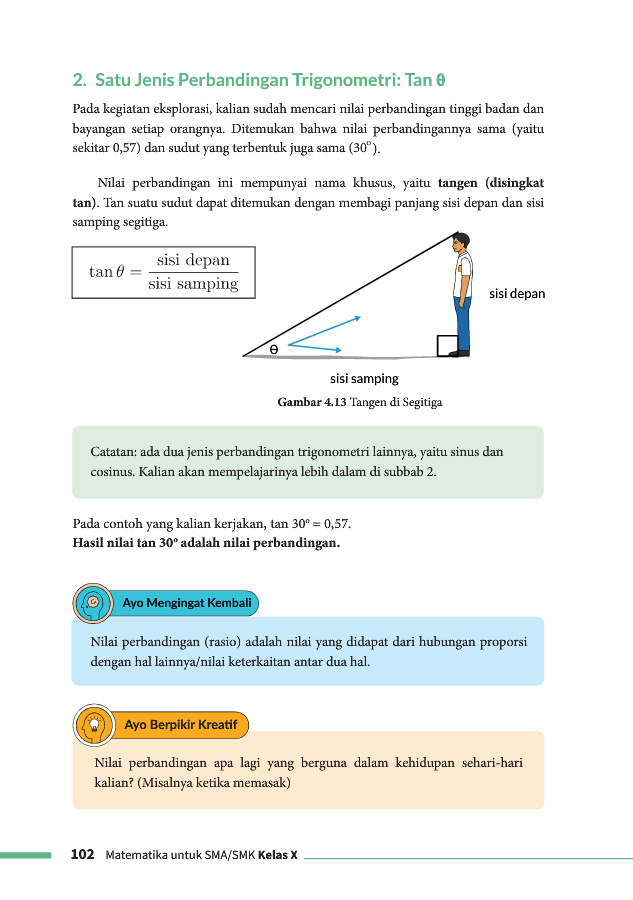 2. Satu Jenis Perbandingan Trigonometri: Tan θ
Pada kegiatan eksplorasi, kalian sudah mencari nilai perbandingan tinggi badan dan
bayangan setiap orangnya. Ditemukan bahwa nilai perbandingannya sama (yaitu
sekitar 0,57) dan sudut yang terbentuk juga sama (30°).
Nilai perbandingan ini mempunyai nama khusus, yaitu tangen (disingkat
tan). Tan suatu sudut dapat ditemukan dengan membagi panjang sisi depan dan sisi
samping segitiga.
tan θ = sisi depan / sisi samping
sisi depan
θ
sisi samping
Gambar 4.13 Tangen di Segitiga
Catatan: ada dua jenis perbandingan trigonometri lainnya, yaitu sinus dan
cosinus. Kalian akan mempelajarinya lebih dalam di subbab 2.
Pada contoh yang kalian kerjakan, tan 30° = 0,57.
Hasil nilai tan 30° adalah nilai perbandingan.
Ayo Mengingat Kembali
Nilai perbandingan (rasio) adalah nilai yang didapat dari hubungan proporsi
dengan hal lainnya/nilai keterkaitan antar dua hal.
Ayo Berpikir Kreatif
Nilai perbandingan apa lagi yang berguna dalam kehidupan sehari-hari
kalian? (Misalnya ketika memasak)
102 Matematika untuk SMA/SMK Kelas X